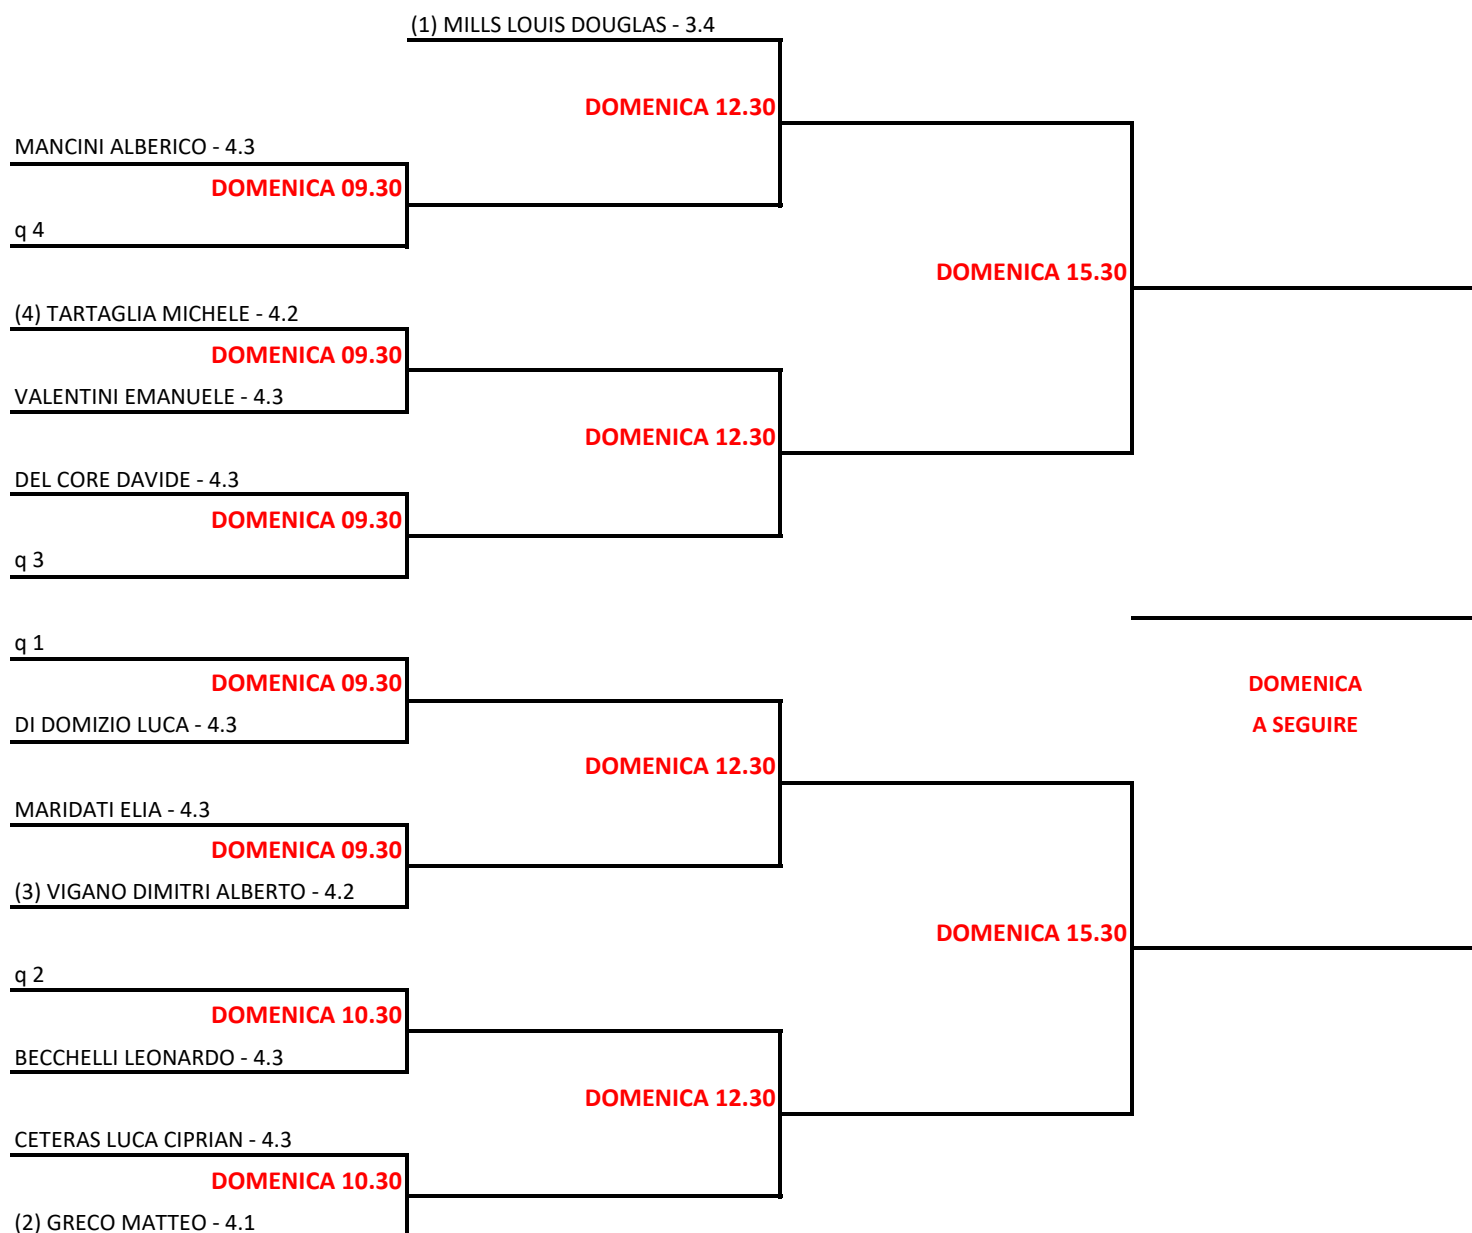 (1) MILLS LOUIS DOUGLAS - 3.4
DOMENICA 12.30
MANCINI ALBERICO - 4.3
DOMENICA 09.30
q 4
DOMENICA 15.30
(4) TARTAGLIA MICHELE - 4.2
DOMENICA 09.30
VALENTINI EMANUELE - 4.3
DOMENICA 12.30
DEL CORE DAVIDE - 4.3
DOMENICA 09.30
q 3
q 1
DOMENICA 09.30
DOMENICA
DI DOMIZIO LUCA - 4.3
A SEGUIRE
DOMENICA 12.30
MARIDATI ELIA - 4.3
DOMENICA 09.30
(3) VIGANO DIMITRI ALBERTO - 4.2
DOMENICA 15.30
q 2
DOMENICA 10.30
BECCHELLI LEONARDO - 4.3
DOMENICA 12.30
CETERAS LUCA CIPRIAN - 4.3
DOMENICA 10.30
(2) GRECO MATTEO - 4.1